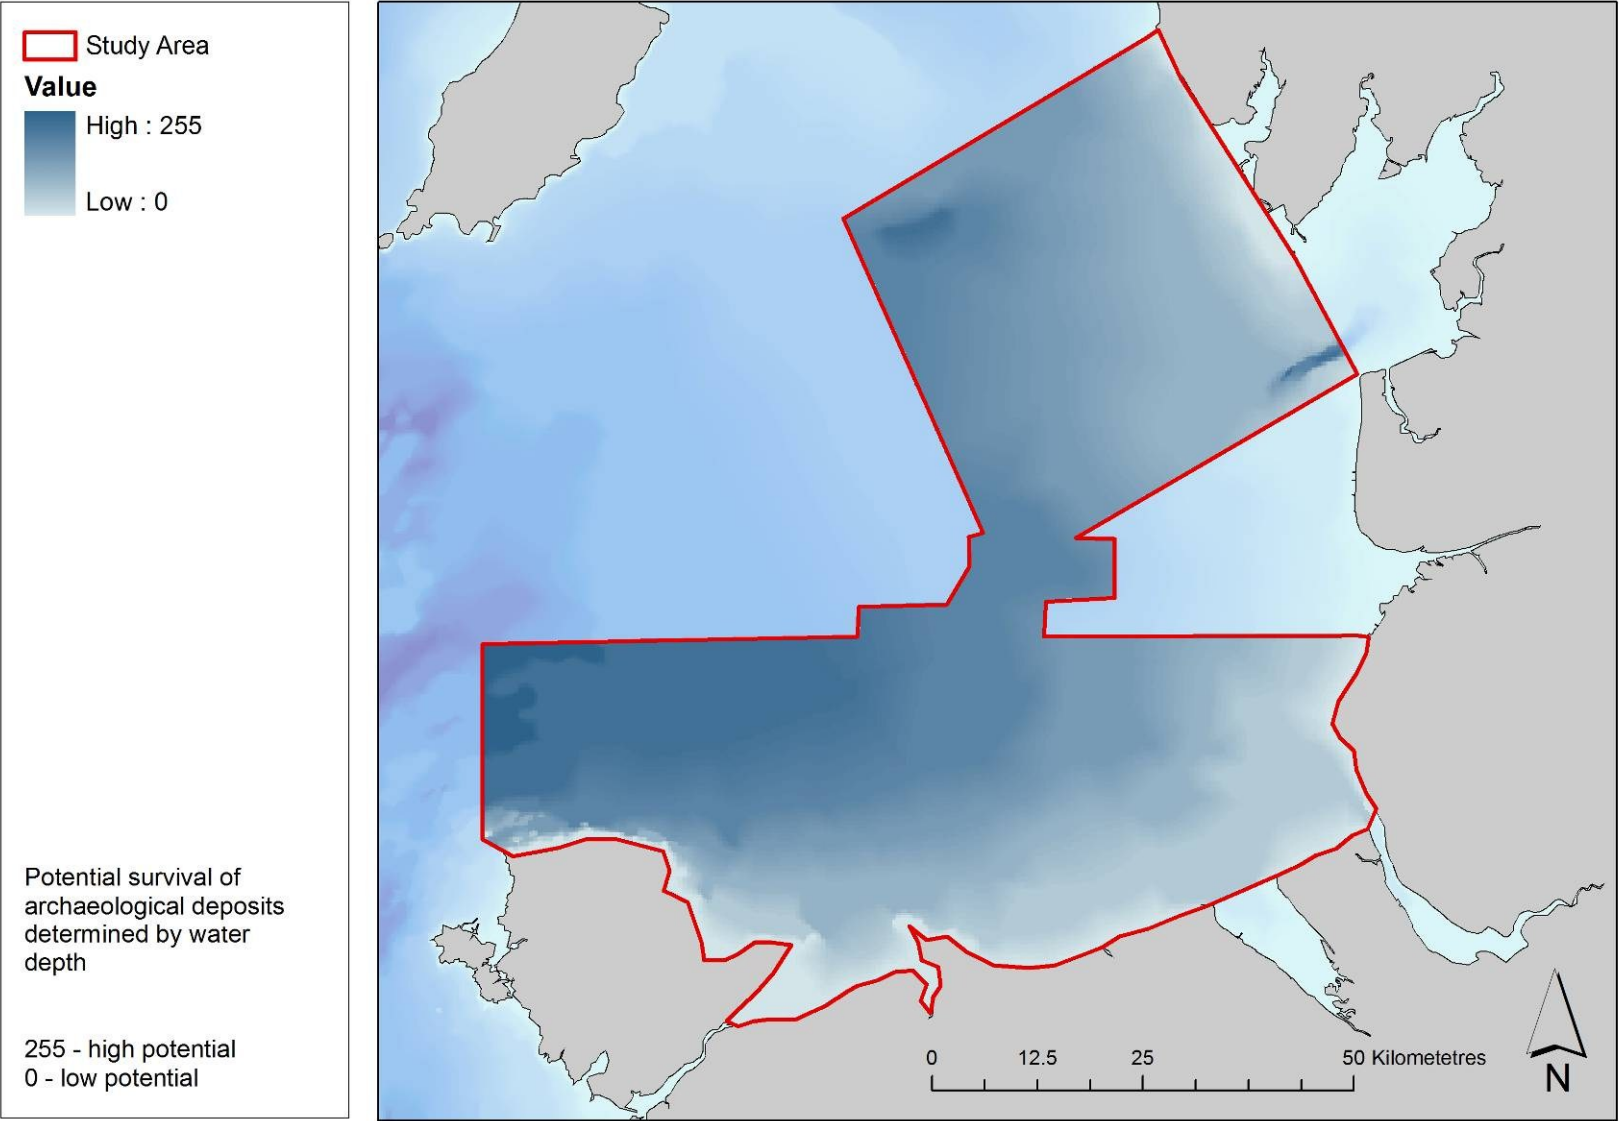 Study Area
Value
High : 255
Low : 0
Potential survival of
archaeological deposits
determined by water
depth
255 - high potential
0 - low potential
0 12.5 25 50 Kilometetres
N